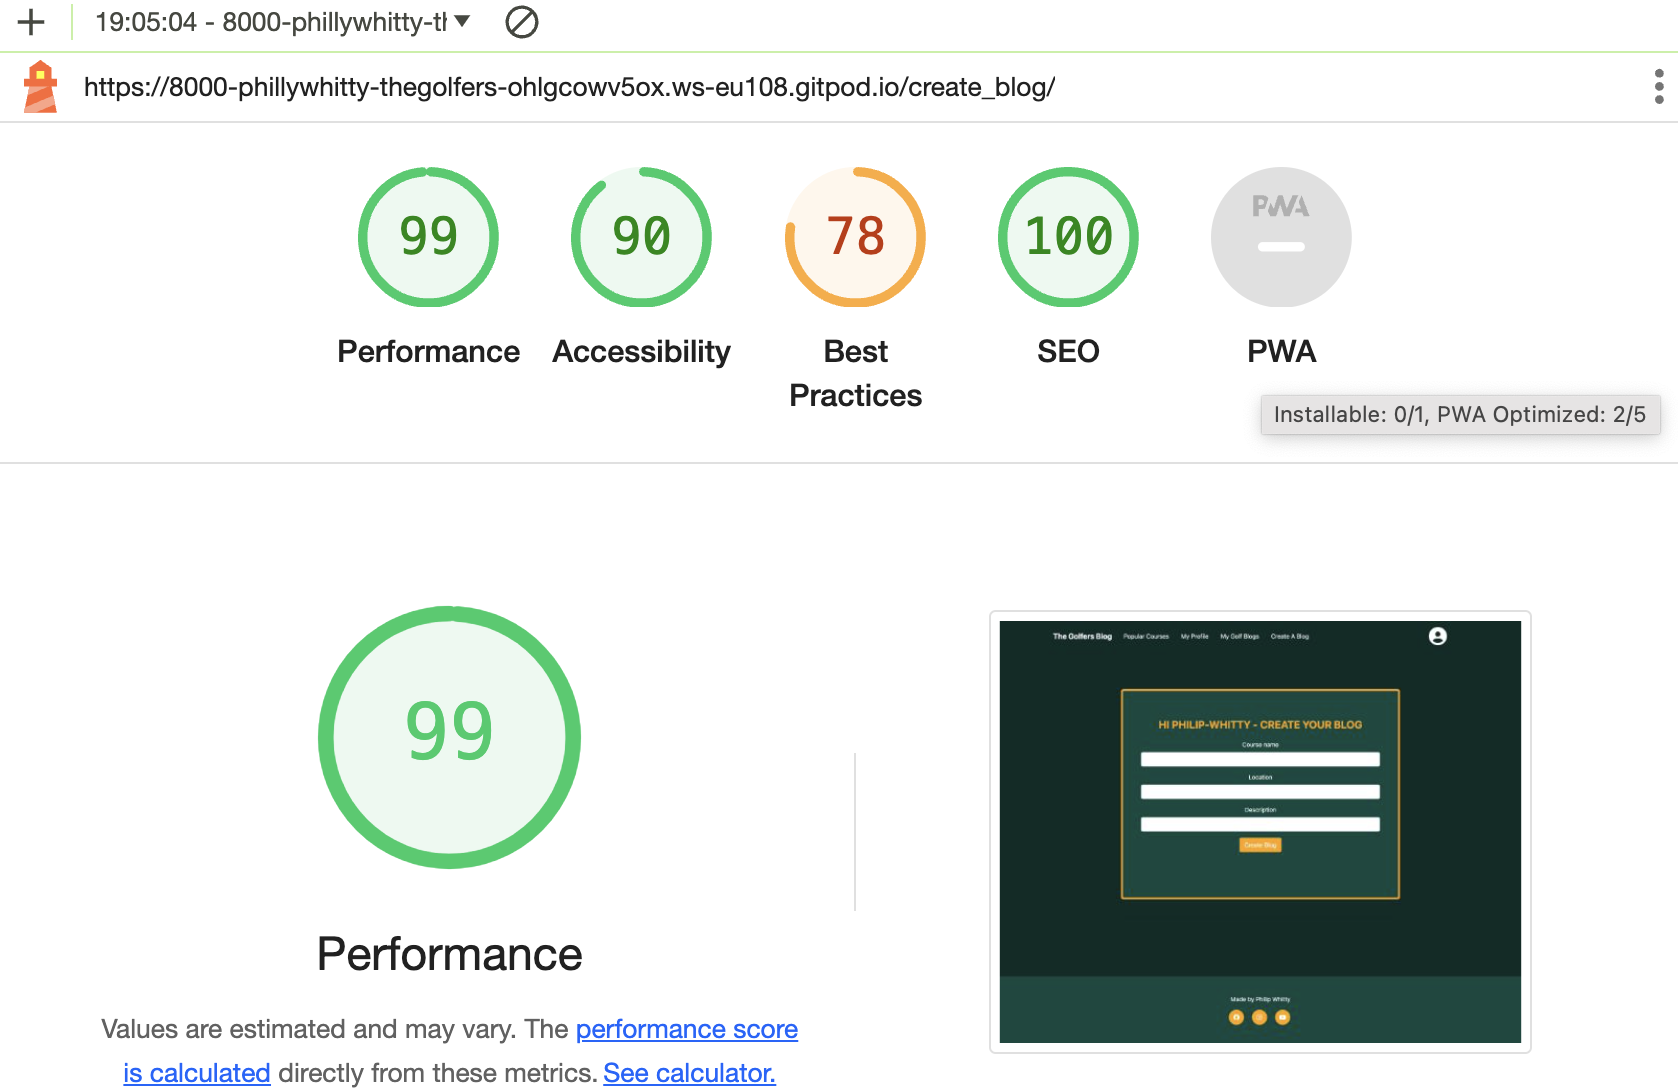 19:05:04 - 8000-phillywhitty-th
https://8000-phillywhitty-thegolfers-ohlgcowv5ox.ws-eu108.gitpod.io/create_blog/
99
90
78
100
PWA
Performance
Accessibility
Best
Practices
SEO
PWA
Installable: 0/1, PWA Optimized: 2/5
99
Performance
Values are estimated and may vary. The performance score
is calculated directly from these metrics. See calculator.
The Golfers Blog Popular Courses My Profile My Golf Blogs Create A Blog
HI PHILIP-WHITTY - CREATE YOUR BLOG
Course name
Location
Description
Create Blog
Made by Philip Whitty